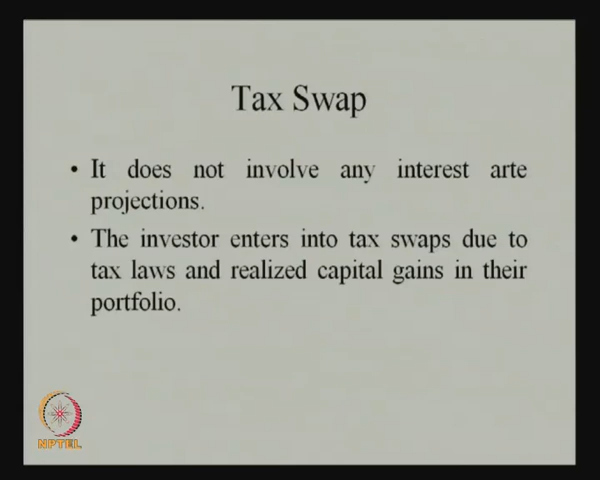 Tax Swap
• It does not involve any interest arte
projections.
• The investor enters into tax swaps due to
tax laws and realized capital gains in their
portfolio.
NPTEL